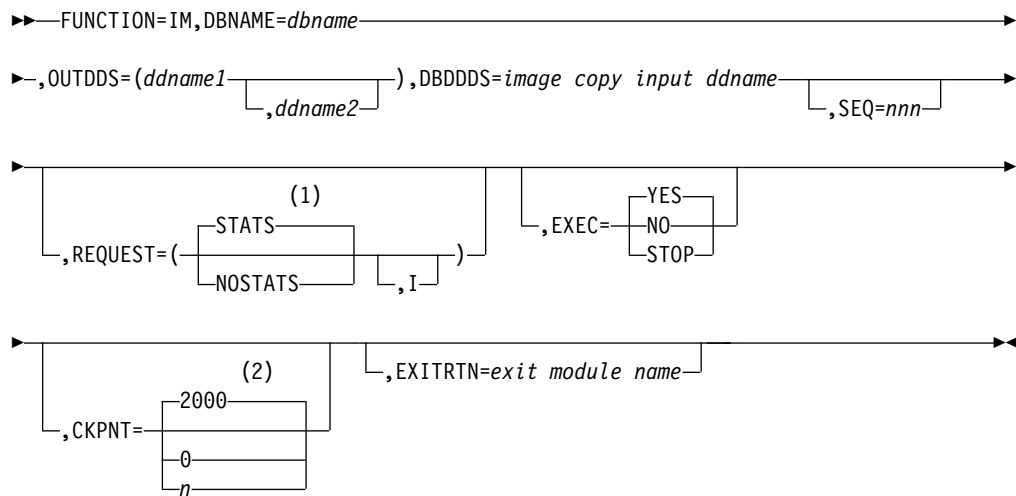 FUNCTION=IM,DBNAME=dbname
,OUTDDS=(ddname1 ),DBDDDS=image copy input ddname
,ddname2 ,SEQ=nnn
(1) YES
STATS ,EXEC= NO
,REQUEST=( ) STOP
NOSTATS ,I
(2) ,EXITRTN=exit module name
2000
,CKPNT=
0
n